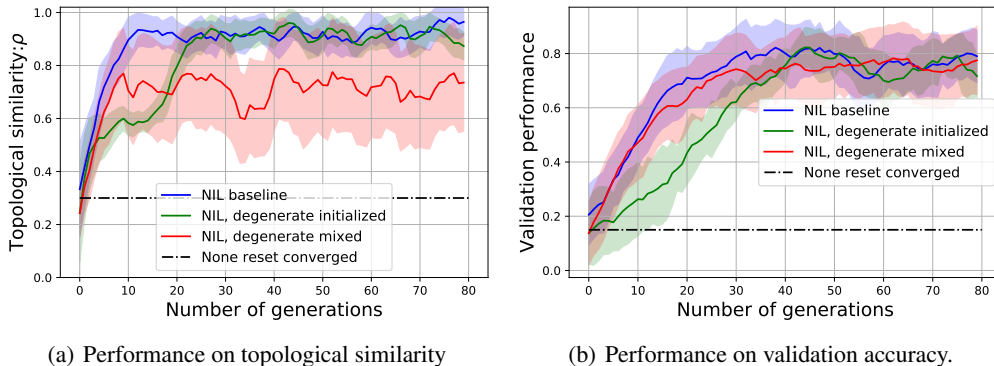 1.0
0.8
0.6
0.4
0.2
0.0
Topological similarity:ρ
NIL baseline
NIL, degenerate initialized
NIL, degenerate mixed
None reset converged
0 10 20 30 40 50 60 70 80
Number of generations
(a) Performance on topological similarity
1.0
0.8
0.6
0.4
0.2
0.0
Validation performance
NIL baseline
NIL, degenerate initialized
NIL, degenerate mixed
None reset converged
0 10 20 30 40 50 60 70 80
Number of generations
(b) Performance on validation accuracy.